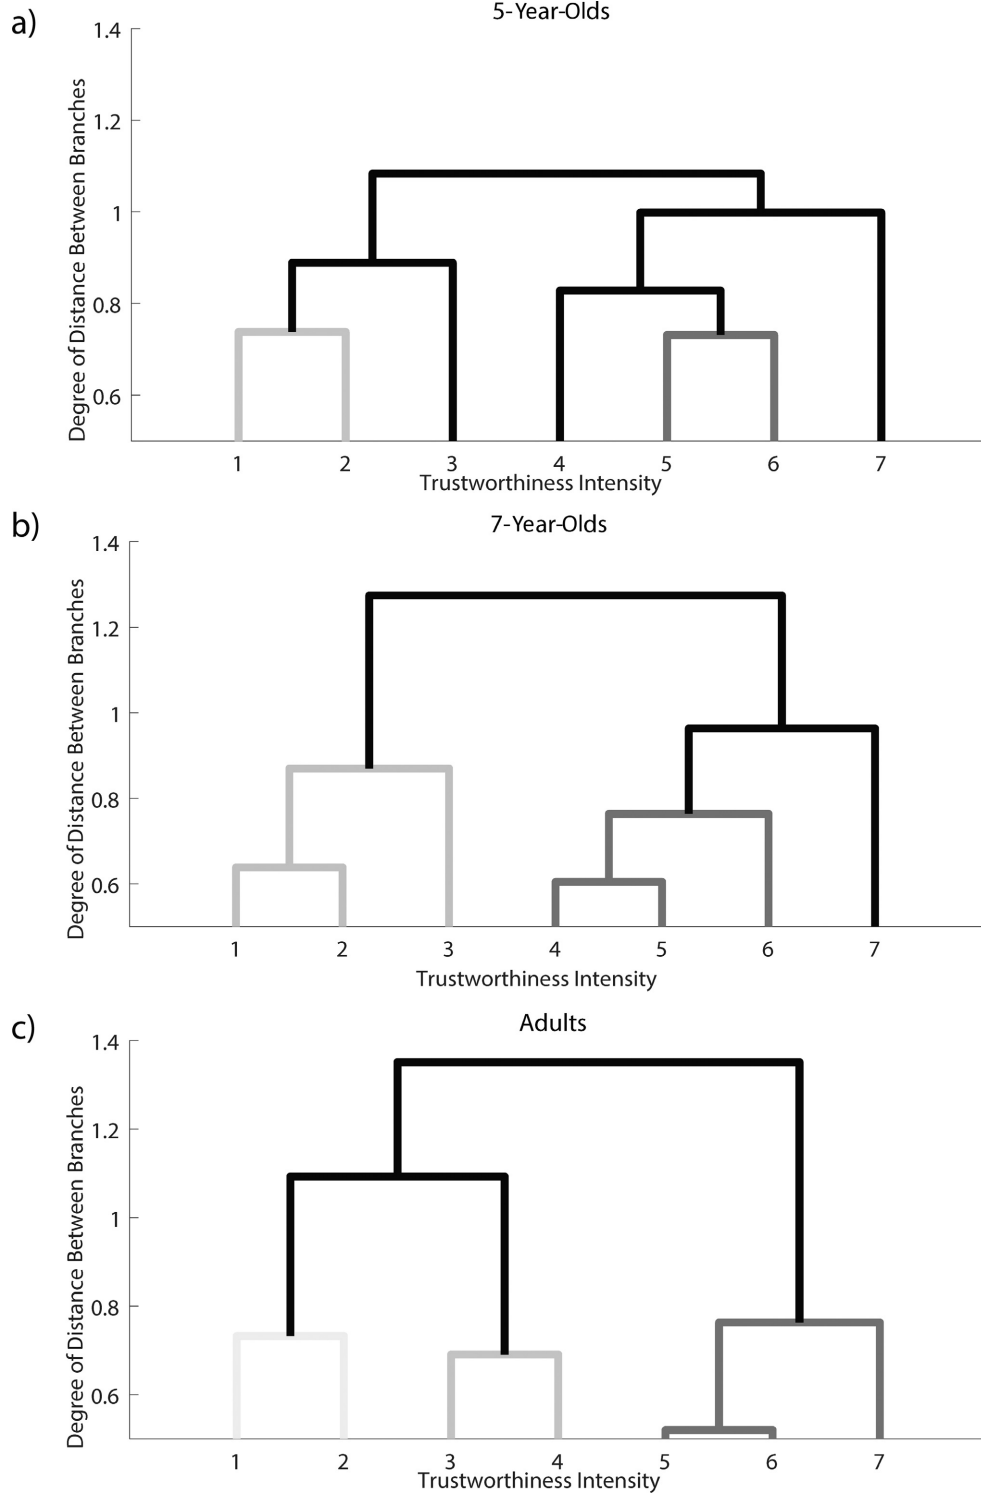 a)
5-Year-Olds
Degree of Distance Between Branches
1.4
1.2
1
0.8
0.6
1 2 3 4 5 6 7
Trustworthiness Intensity
b)
7-Year-Olds
Degree of Distance Between Branches
1.4
1.2
1
0.8
0.6
1 2 3 4 5 6 7
Trustworthiness Intensity
c)
Adults
Degree of Distance Between Branches
1.4
1.2
1
0.8
0.6
1 2 3 4 5 6 7
Trustworthiness Intensity